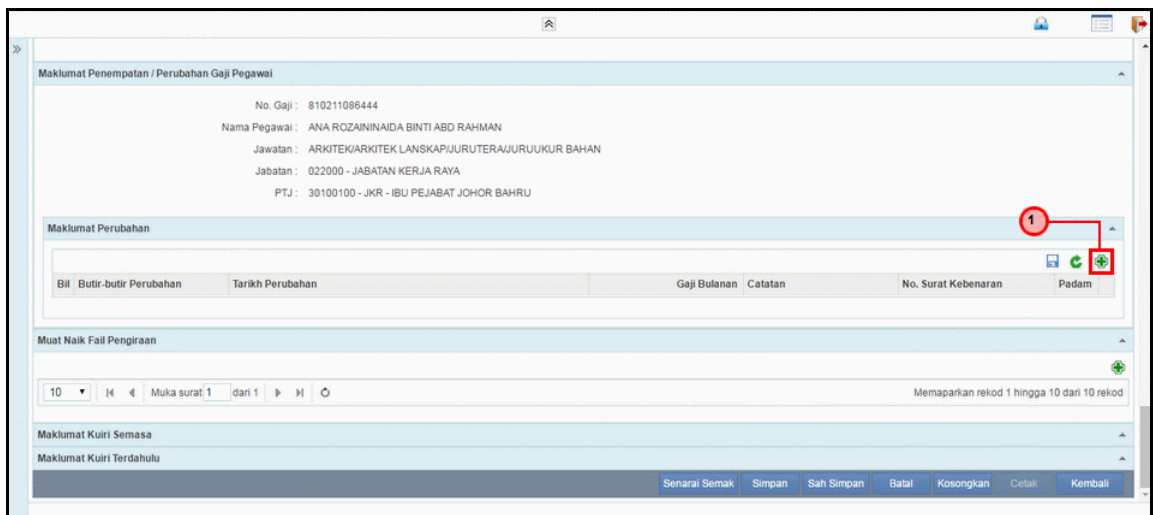 Maklumat Penempatan / Perubahan Gaji Pegawai
No. Gaji : 810211086444
Nama Pegawai : ANA ROZAININAIDA BINTI ABD RAHMAN
Jawatan : ARKITEK/ARKITEK LANSKAP/JURUTERA/JURUUKUR BAHAN
Jabatan : 022000 - JABATAN KERJA RAYA
PTJ : 30100100 - JKR - IBU PEJABAT JOHOR BAHRU
1
Maklumat Perubahan
Bil Butir-butir Perubahan Tarikh Perubahan Gaji Bulanan Catatan No. Surat Kebenaran Padam
Muat Naik Fail Pengiraan
10 Muka surat 1 dari 1 Memaparkan rekod 1 hingga 10 dari 10 rekod
Maklumat Kuiri Semasa
Maklumat Kuiri Terdahulu
Senarai Semak Simpan Sah Simpan Batal Kosongkan Cetak Kembali